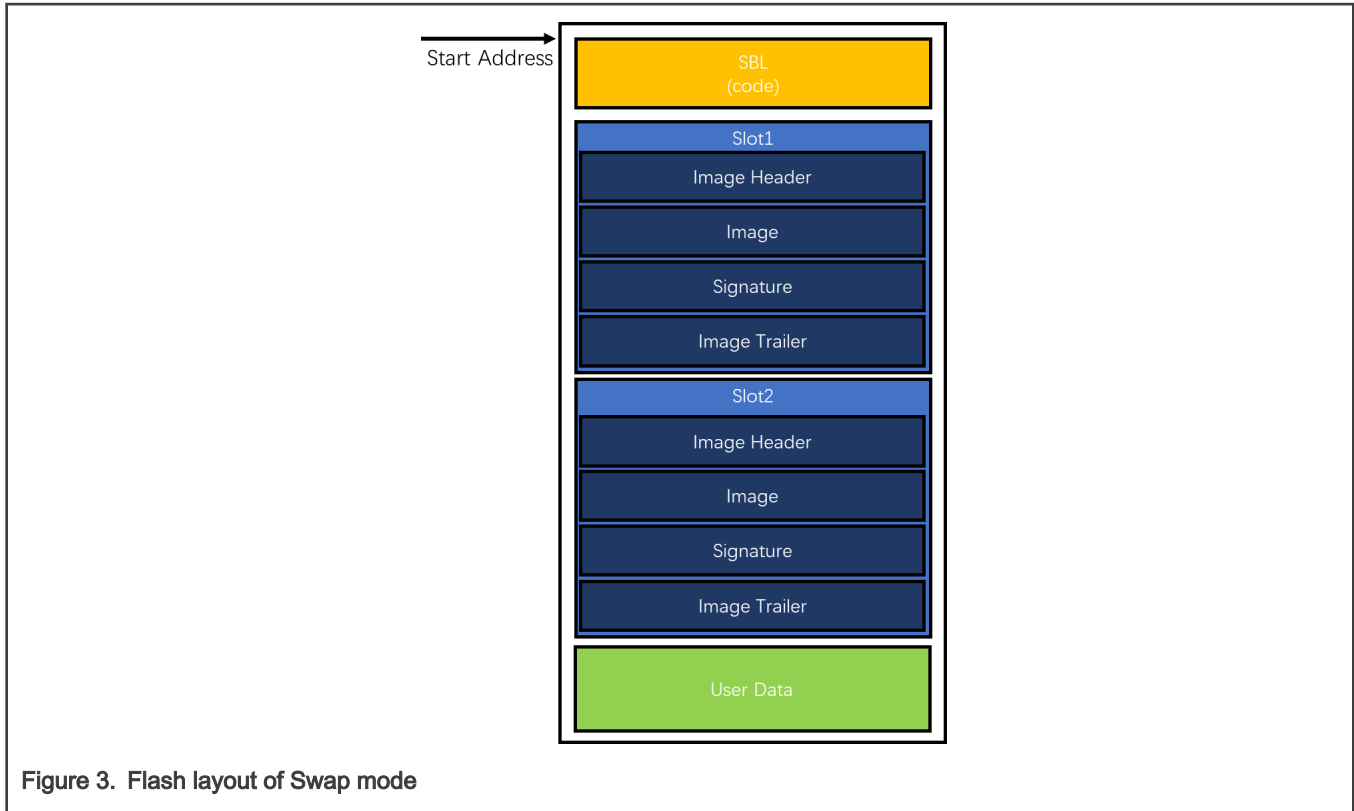 Start Address
SBL
(code)
Slot1
Image Header
Image
Signature
Image Trailer
Slot2
Image Header
Image
Signature
Image Trailer
User Data
Figure 3. Flash layout of Swap mode